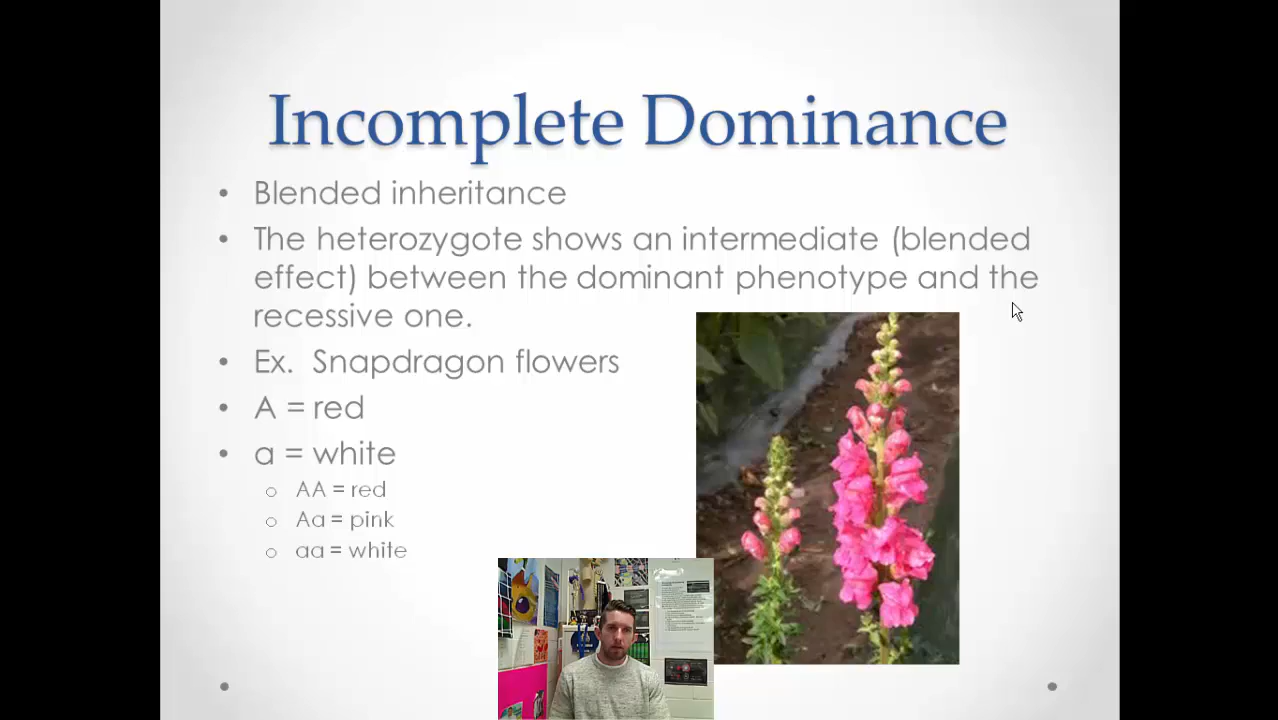 Incomplete Dominance
• Blended inheritance
• The heterozygote shows an intermediate (blended
effect) between the dominant phenotype and the
recessive one.
• Ex.  Snapdragon flowers
• A = red
• a = white
o AA = red
o Aa = pink
o aa = white